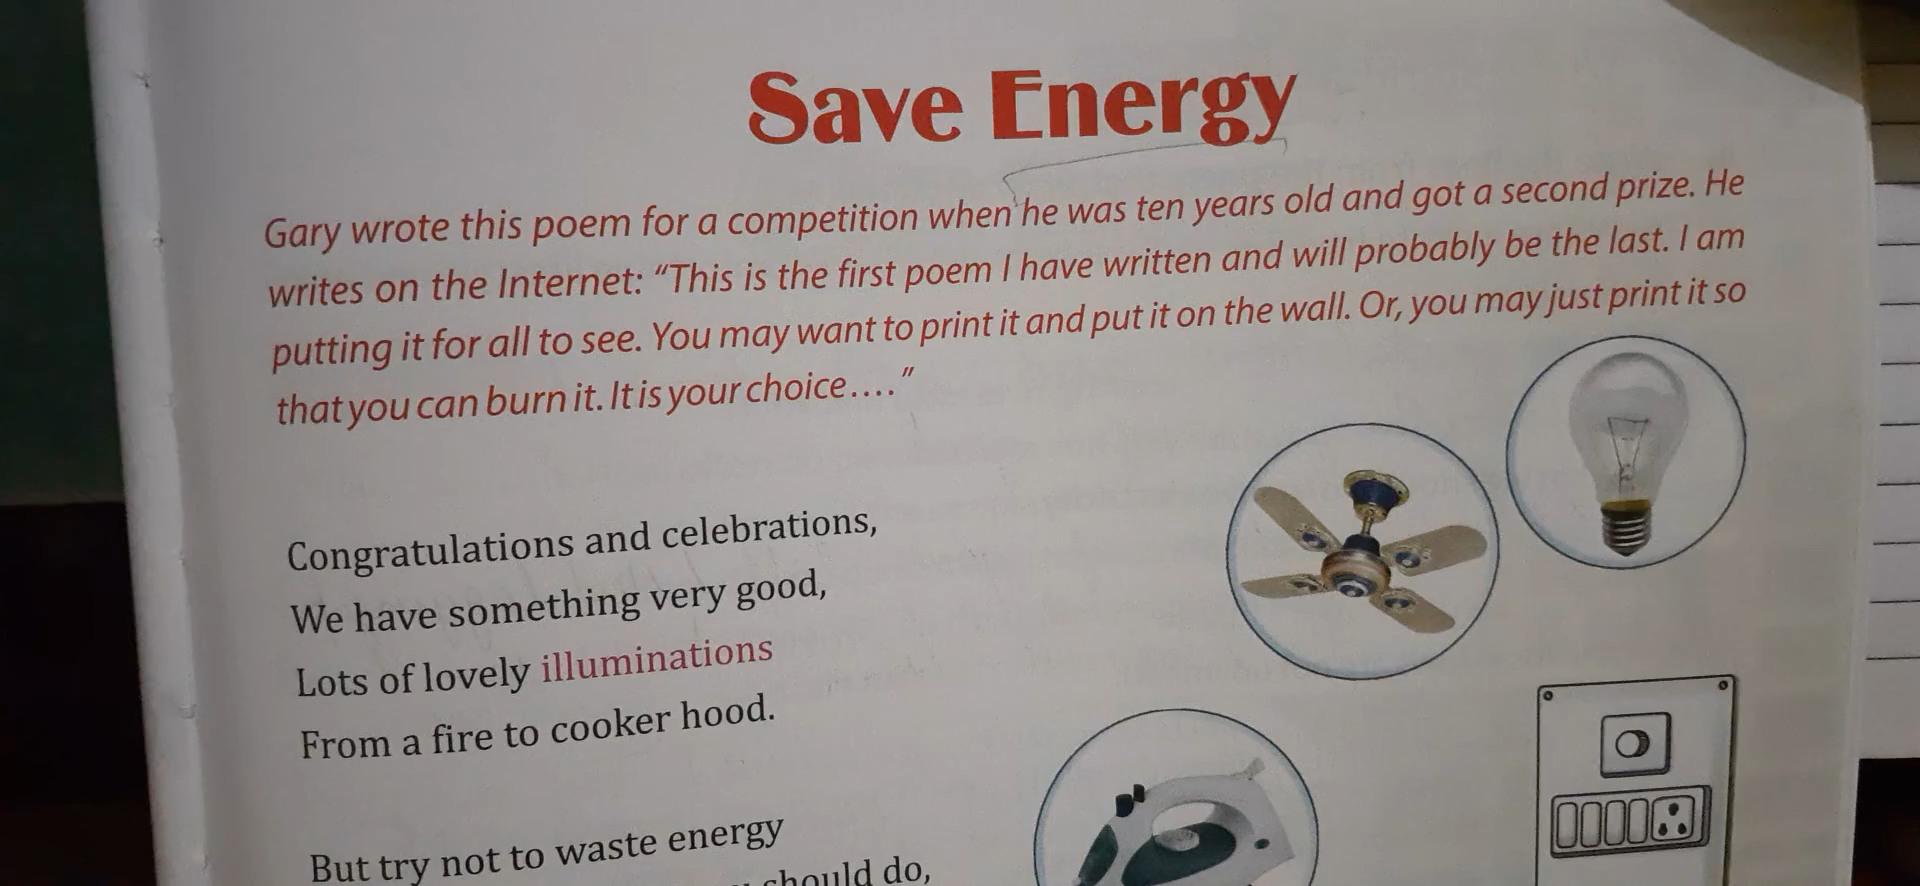 Save Energy
Gary wrote this poem for a competition when he was ten years old and got a second prize. He
writes on the Internet: “This is the first poem I have written and will probably be the last. I am
putting it for all to see. You may want to print it and put it on the wall. Or, you may just print it so
that you can burn it. It is your choice....”
Congratulations and celebrations,
We have something very good,
Lots of lovely illuminations
From a fire to cooker hood.
But try not to waste energy
should do,